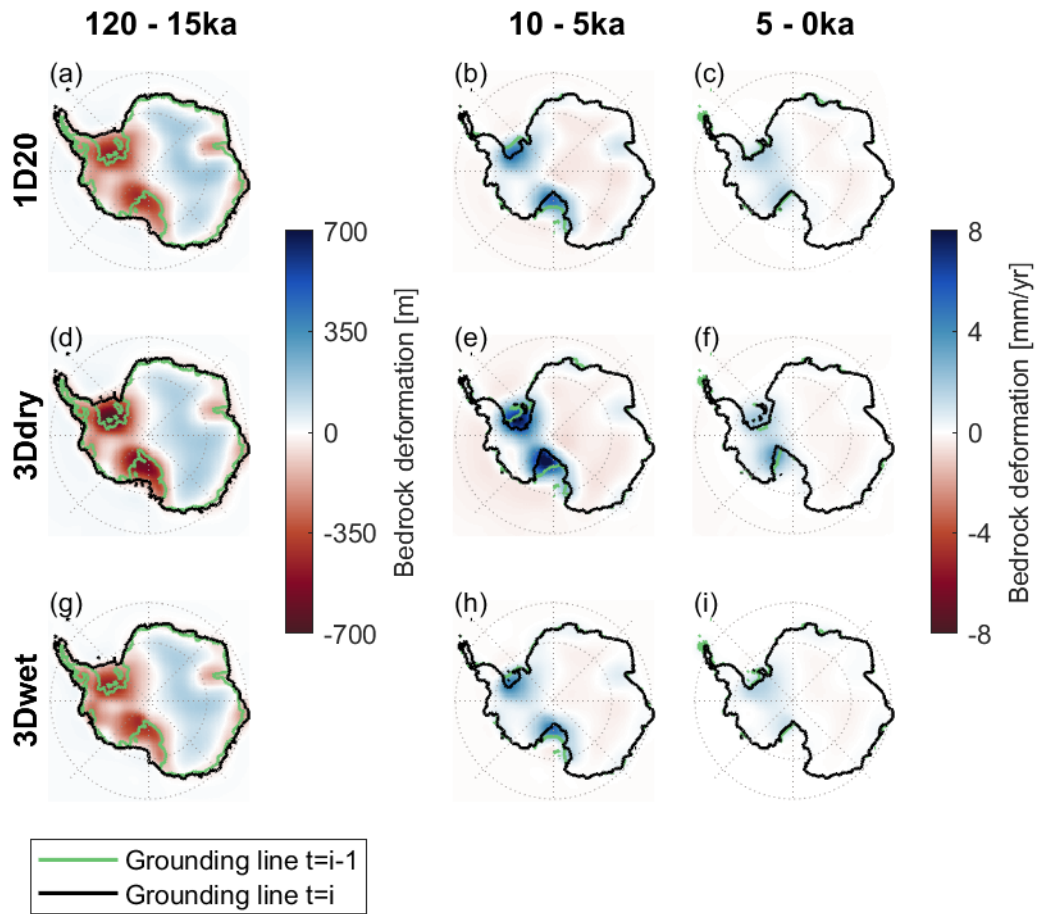 120 - 15ka
10 - 5ka
5 - 0ka
1D20
(a)
(b)
(c)
700
350
0
-350
-700
Bedrock deformation [m]
8
4
0
-4
-8
Bedrock deformation [mm/yr]
3Ddry
(d)
(e)
(f)
3Dwet
(g)
(h)
(i)
Grounding line t=i-1
Grounding line t=i